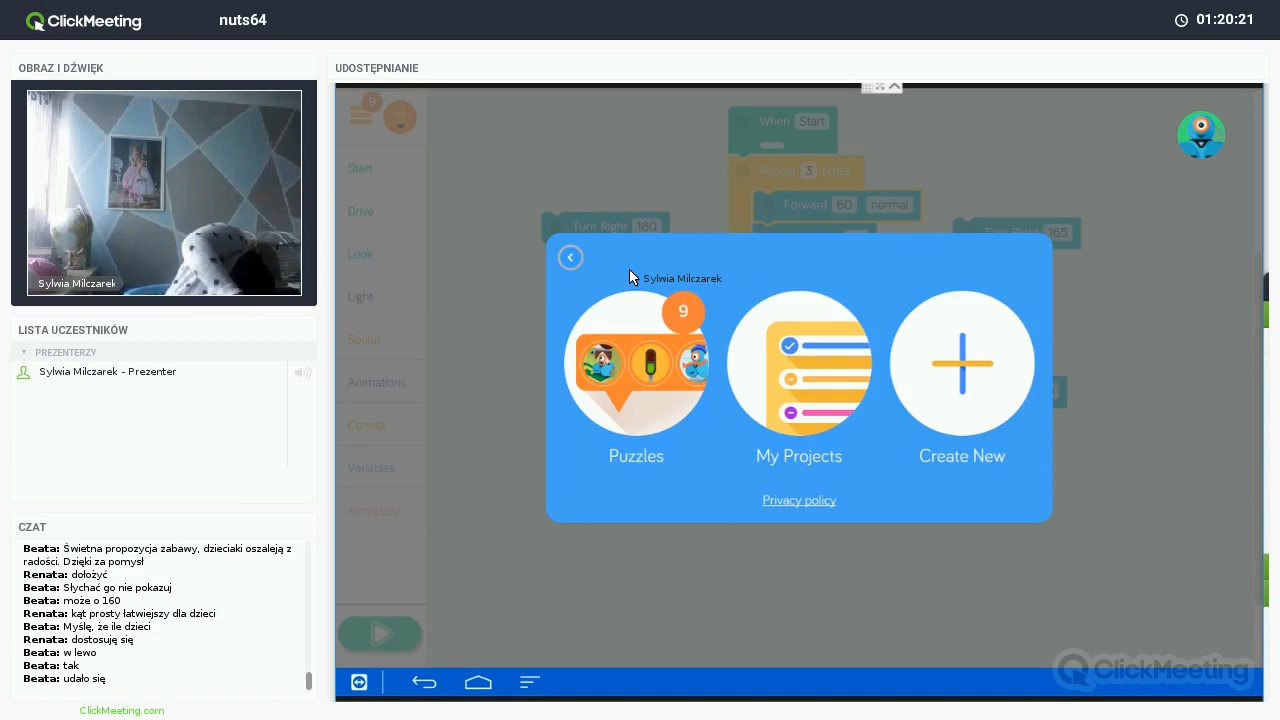 ClickMeeting
nuts64
01:20:21
OBRAZ I DŹWIĘK
Sylwia Milczarek
LISTA UCZESTNIKÓW
PREZENTERZY
Sylwia Milczarek - Prezenter
CZAT
Beata: Świetna propozycja zabawy, dzieciaki oszaleją z
radości. Dzięki za pomysł
Renata: dołożyć
Beata: Słychać go nie pokazuj
Beata: może o 160
Renata: kąt prosty łatwiejszy dla dzieci
Beata: Myślę, że ile dzieci
Renata: dostosuję się
Beata: w lewo
Beata: tak
Beata: udało się
ClickMeeting.com
UDOSTĘPNIANIE
9
Start
Drive
Look
Light
Sound
Animations
Control
Variables
Accessory
When Start
Repeat 3
Forward 60 normal
Turn Right 180
165
Sylwia Milczarek
9
Puzzles
My Projects
Create New
Privacy policy
ClickMeeting